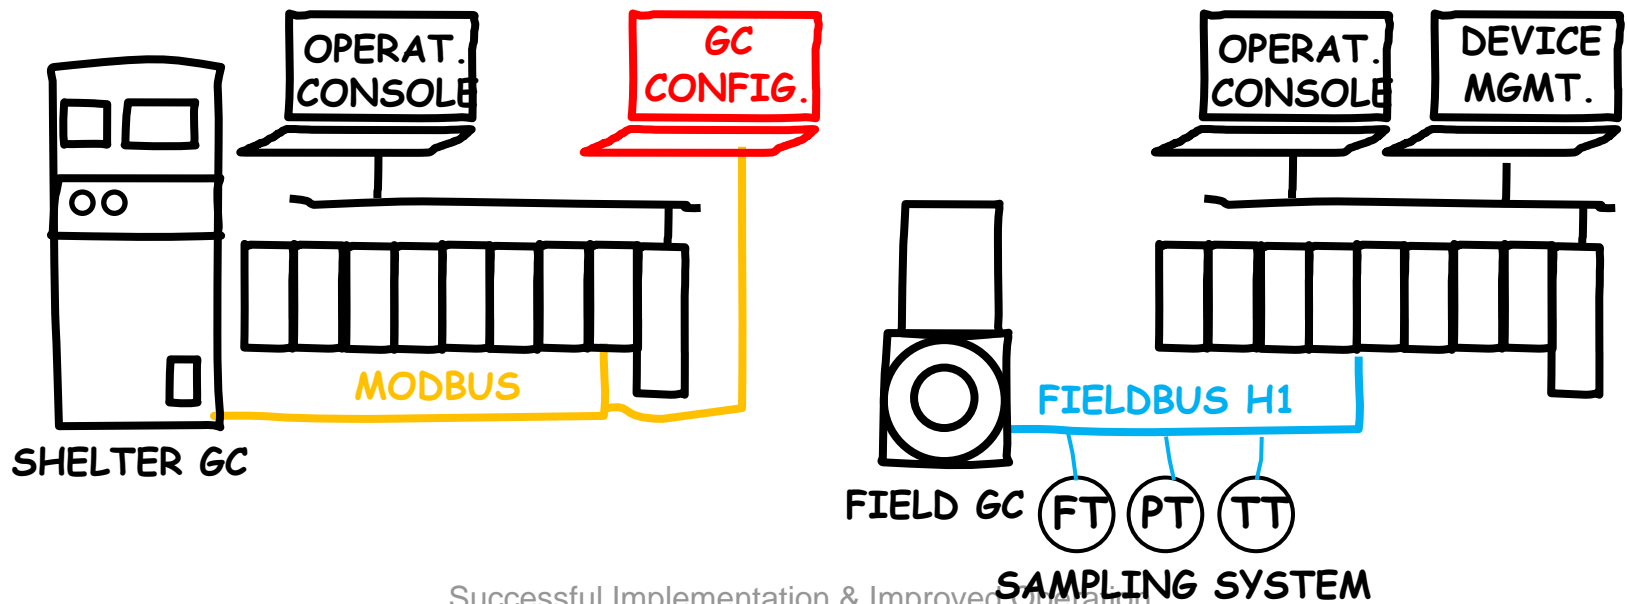 OPERAT.
CONSOLE
GC
CONFIG.
MODBUS
SHELTER GC
OPERAT.
CONSOLE
DEVICE
MGMT.
FIELDBUS H1
FIELD GC
FT PT TT
SAMPLING SYSTEM
Successful Implementation & Improved Operation